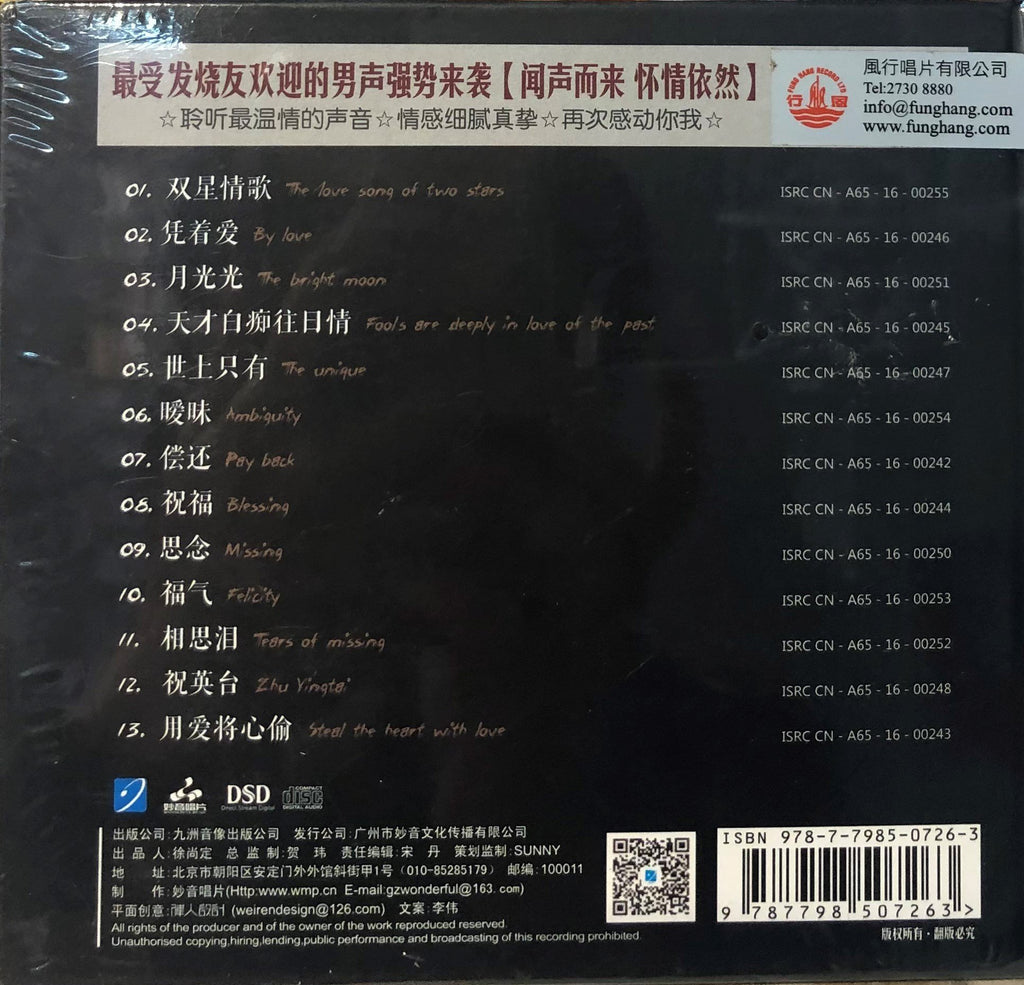 最受发烧友欢迎的男声强势来袭【闻声而来 怀情依然】
☆聆听最温情的声音☆情感细腻真挚☆再次感动你我☆
FUNG HANG RECORD LTD
風行唱片有限公司
Tel:2730 8880
info@funghang.com
www.funghang.com
01. 双星情歌 The love song of two stars ISRC CN - A65 - 16 - 00255
02. 凭着爱 By love ISRC CN - A65 - 16 - 00246
03. 月光光 The bright moon ISRC CN - A65 - 16 - 00251
04. 天才白痴往日情 Fools are deeply in love of the past ISRC CN - A65 - 16 - 00245
05. 世上只有 The unique ISRC CN - A65 - 16 - 00247
06. 暧昧 Ambiguity ISRC CN - A65 - 16 - 00254
07. 偿还 Pay back ISRC CN - A65 - 16 - 00242
08. 祝福 Blessing ISRC CN - A65 - 16 - 00244
09. 思念 Missing ISRC CN - A65 - 16 - 00250
10. 福气 Felicity ISRC CN - A65 - 16 - 00253
11. 相思泪 Tears of missing ISRC CN - A65 - 16 - 00252
12. 祝英台 Zhu Yingtai ISRC CN - A65 - 16 - 00248
13. 用爱将心偷 Steal the heart with love ISRC CN - A65 - 16 - 00243
妙音唱片 DSD Direct Stream Digital COMPACT disc DIGITAL AUDIO
出版公司:九洲音像出版公司 发行公司:广州市妙音文化传播有限公司
出 品 人:徐尚定 总 监 制:贺 玮 责任编辑:宋 丹 策划监制:SUNNY
地 址:北京市朝阳区安定门外外馆斜街甲1号（010-85285179） 邮编:100011
制 作:妙音唱片(Http:www.wmp.cn E-mail:gzwonderful@163.com)
平面创意: (weirendesign@126.com) 文案:李伟
All rights of the producer and of the owner of the work reproduced reserved.
Unauthorised copying,hiring,lending,public performance and broadcasting of this recording prohibited.
ISBN 978-7-7985-0726-3
9 787798 507263 >
版权所有·翻版必究